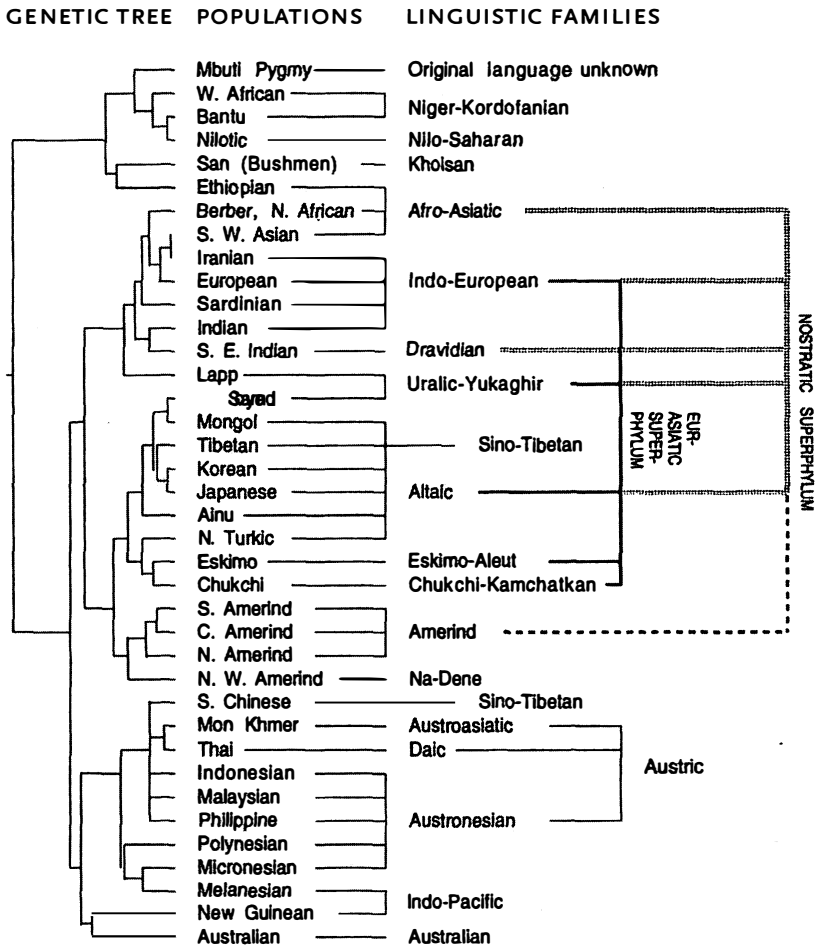 GENETIC TREE POPULATIONS LINGUISTIC FAMILIES
Mbuti Pygmy Original language unknown
W. African
Niger-Kordofanian
Bantu
Nilotic Nilo-Saharan
San (Bushmen) Khoisan
Ethiopian
Berber, N. African Afro-Asiatic
S. W. Asian
Iranian
European Indo-European
Sardinian
Indian
S. E. Indian Dravidian
Lapp
Uralic-Yukaghir
Mongol
Tibetan Sino-Tibetan
Korean
Japanese Altaic
Ainu
N. Turkic
Eskimo Eskimo-Aleut
Chukchi Chukchi-Kamchatkan
EUR-
ASIATIC
SUPER-
PHYLUM
NOSTRATIC SUPERPHYLUM
S. Amerind
C. Amerind Amerind
N. Amerind
N. W. Amerind Na-Dene
S. Chinese Sino-Tibetan
Mon Khmer Austroasiatic
Thai Daic
Austric
Indonesian
Malaysian
Philippine Austronesian
Polynesian
Micronesian
Melanesian
Indo-Pacific
New Guinean
Australian Australian